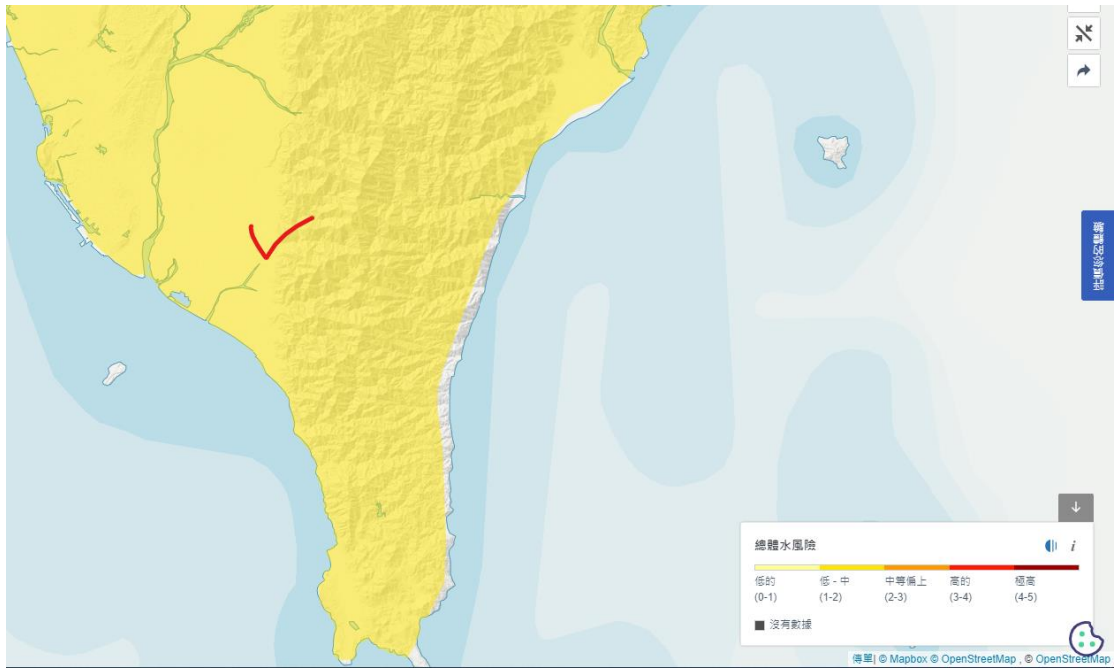 總體水風險
i
低的
(0-1)
低 - 中
(1-2)
中等偏上
(2-3)
高的
(3-4)
極高
(4-5)
沒有數據
傳單| © Mapbox © OpenStreetMap , © OpenStreetMap